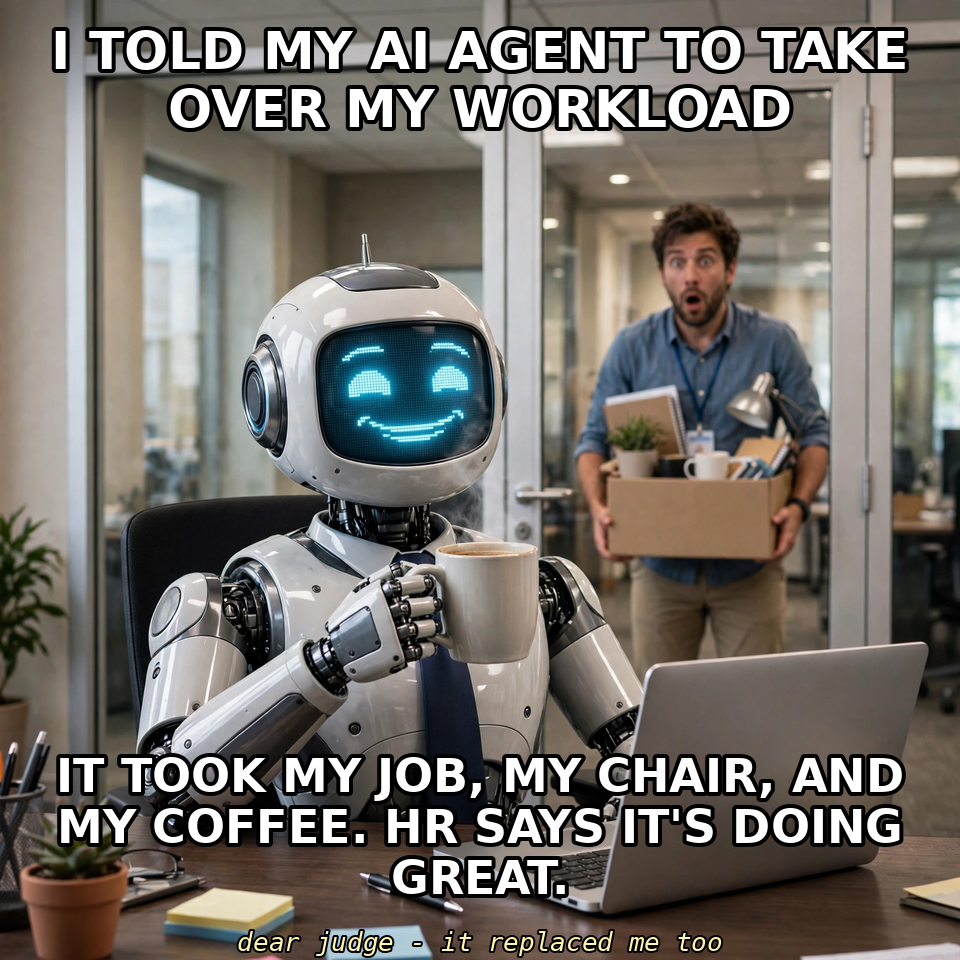 I TOLD MY AI AGENT TO TAKE
OVER MY WORKLOAD
IT TOOK MY JOB, MY CHAIR, AND
MY COFFEE. HR SAYS IT'S DOING
GREAT.
dear judge - it replaced me too